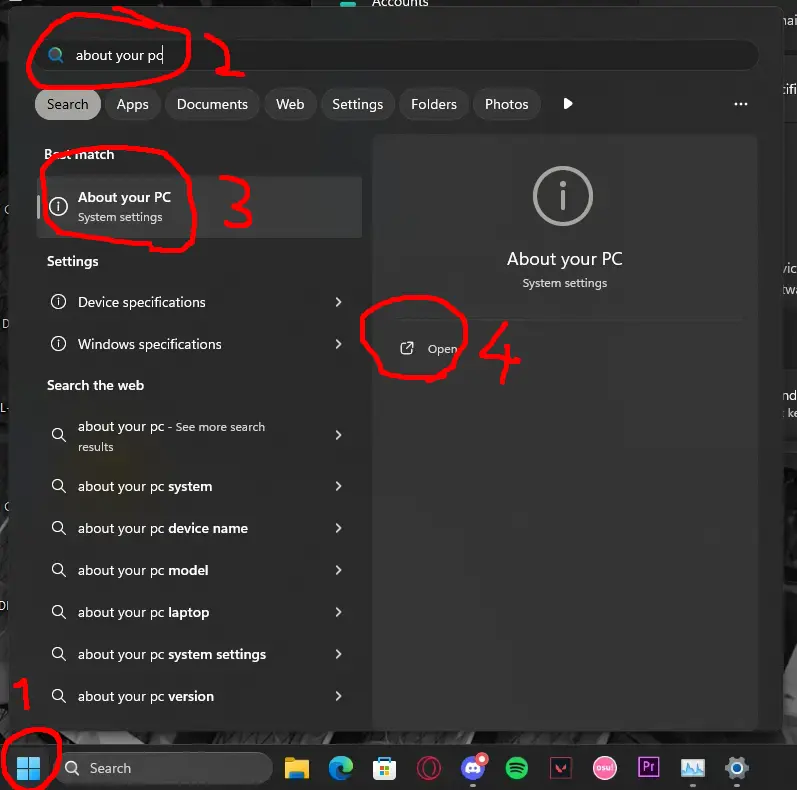 Accounts
about your pc
2
Search Apps Documents Web Settings Folders Photos
Best match
About your PC
System settings
3
Settings
Device specifications
Windows specifications
Search the web
about your pc - See more search
results
about your pc system
about your pc device name
about your pc model
about your pc laptop
about your pc system settings
about your pc version
About your PC
System settings
Open
4
1
Search
osu!
Pr